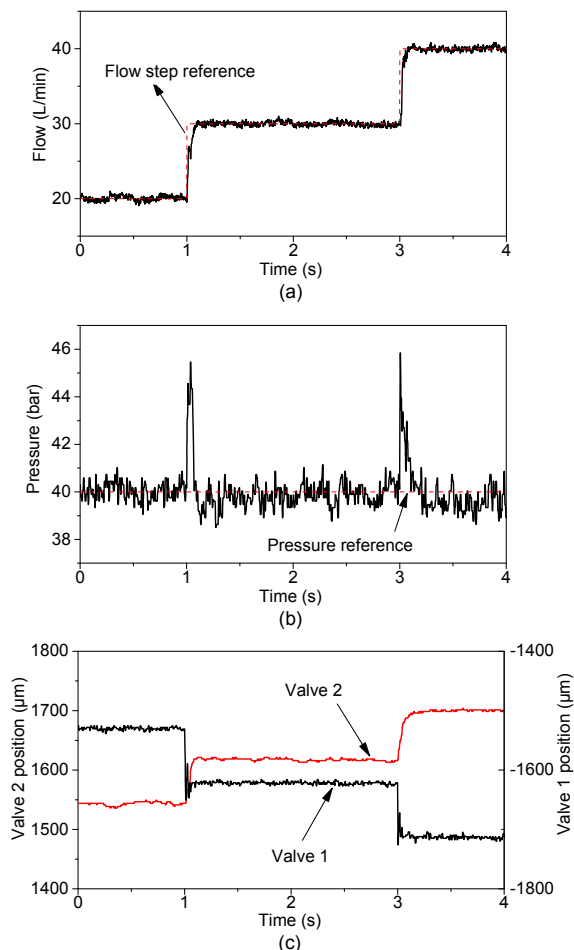 40
30
20
Flow (L/min)
Flow step reference
0 1 2 3 4
Time (s)
(a)
46
44
42
40
38
Pressure (bar)
Pressure reference
0 1 2 3 4
Time (s)
(b)
1800 -1400
1700 -1500
1600 -1600
1500 -1700
1400 -1800
Valve 2 position (μm)
Valve 1 position (μm)
Valve 2
Valve 1
0 1 2 3 4
Time (s)
(c)